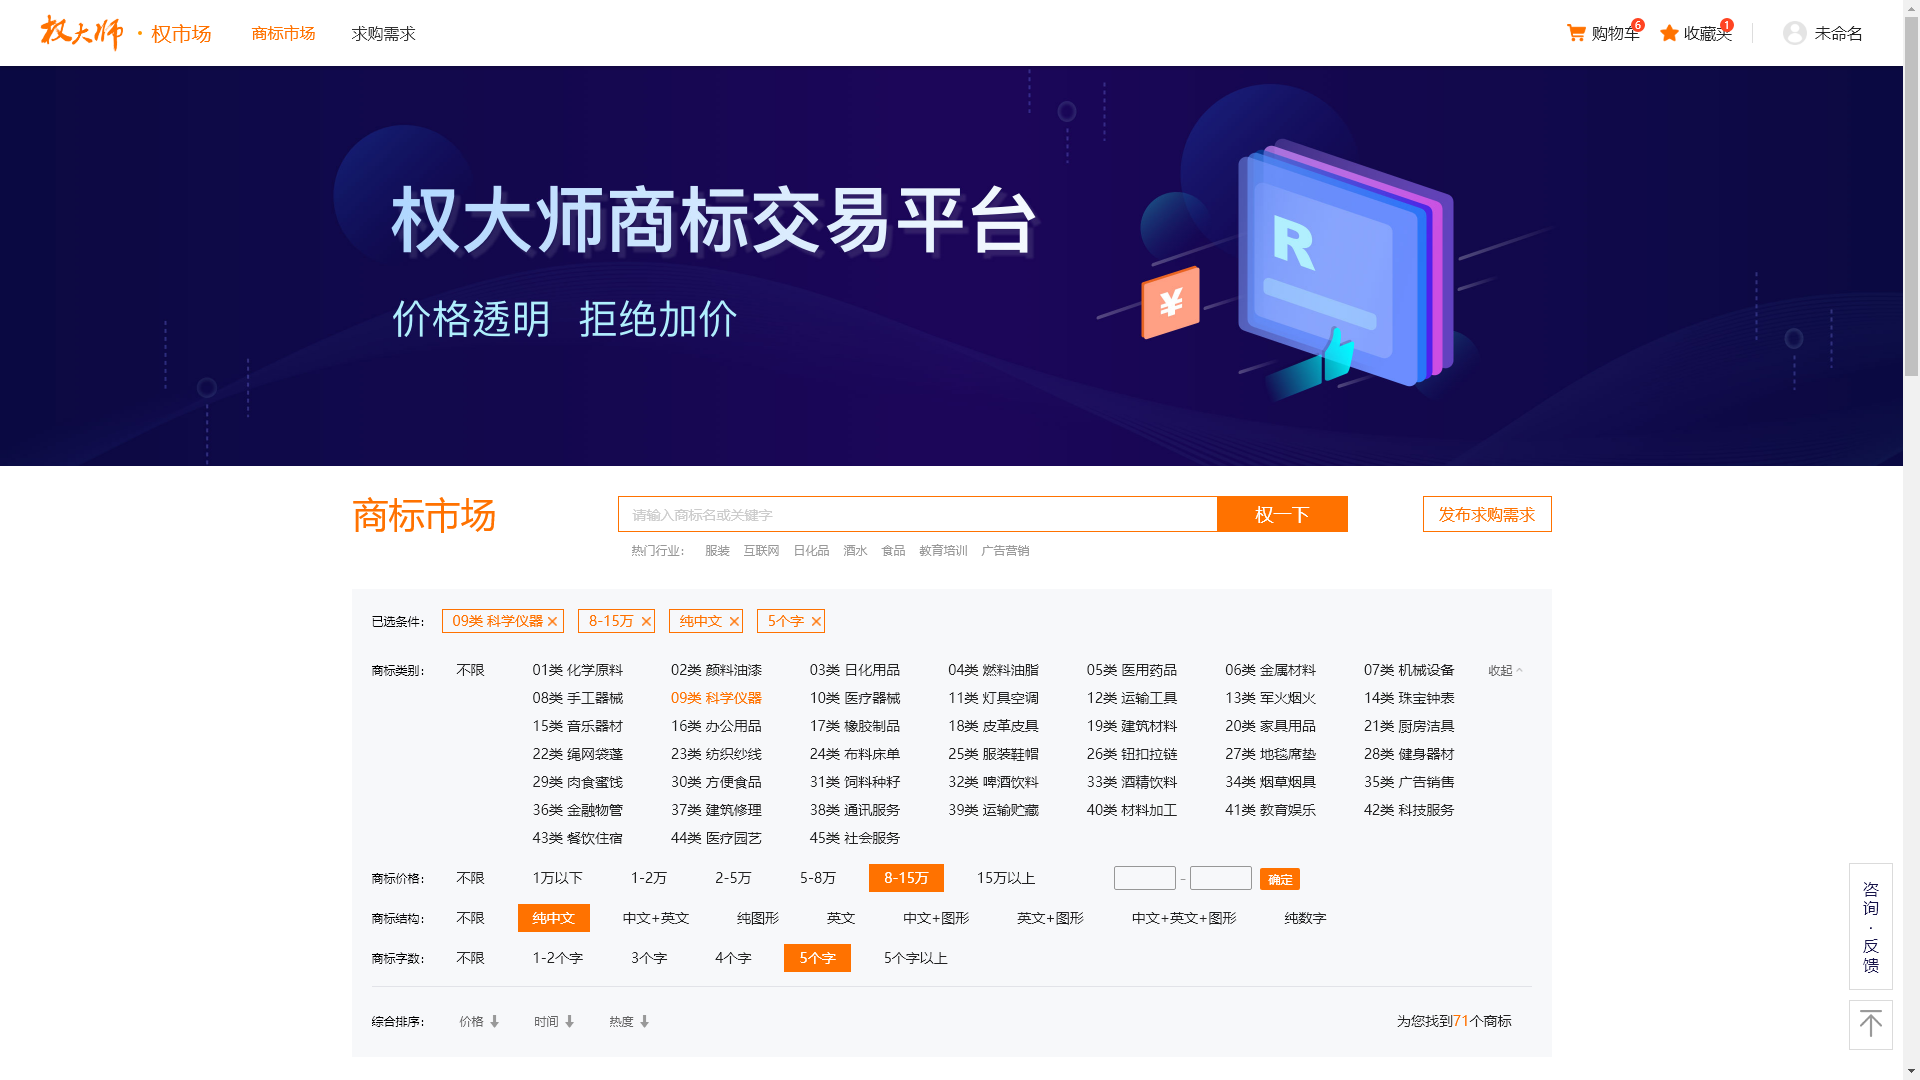 权大师 · 权市场 商标市场 求购需求 购物车 6 收藏夹 1 未命名
权大师商标交易平台
价格透明 拒绝加价
R
¥
商标市场 请输入商标名或关键字 权一下 发布求购需求
热门行业： 服装 互联网 日化品 酒水 食品 教育培训 广告营销
已选条件： 09类 科学仪器 8-15万 纯中文 5个字
商标类别： 不限 01类 化学原料 02类 颜料油漆 03类 日化用品 04类 燃料油脂 05类 医用药品 06类 金属材料 07类 机械设备 收起
08类 手工器械 09类 科学仪器 10类 医疗器械 11类 灯具空调 12类 运输工具 13类 军火烟火 14类 珠宝钟表
15类 音乐器材 16类 办公用品 17类 橡胶制品 18类 皮革皮具 19类 建筑材料 20类 家具用品 21类 厨房洁具
22类 绳网袋蓬 23类 纺织纱线 24类 布料床单 25类 服装鞋帽 26类 钮扣拉链 27类 地毯席垫 28类 健身器材
29类 肉食蜜饯 30类 方便食品 31类 饲料种籽 32类 啤酒饮料 33类 酒精饮料 34类 烟草烟具 35类 广告销售
36类 金融物管 37类 建筑修理 38类 通讯服务 39类 运输贮藏 40类 材料加工 41类 教育娱乐 42类 科技服务
43类 餐饮住宿 44类 医疗园艺 45类 社会服务
商标价格： 不限 1万以下 1-2万 2-5万 5-8万 8-15万 15万以上 - 确定
商标结构： 不限 纯中文 中文+英文 纯图形 英文 中文+图形 英文+图形 中文+英文+图形 纯数字
商标字数： 不限 1-2个字 3个字 4个字 5个字 5个字以上
综合排序： 价格 时间 热度 为您找到71个商标
咨询·反馈